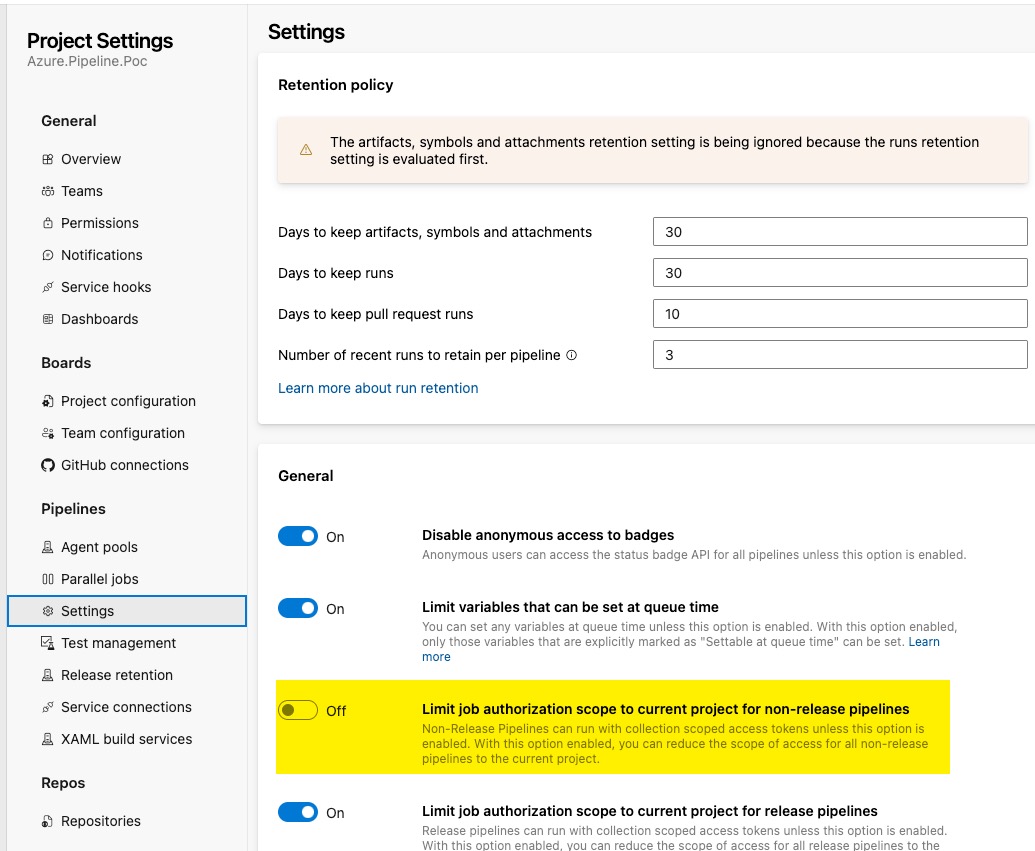 Project Settings
Azure.Pipeline.Poc
General
Overview
Teams
Permissions
Notifications
Service hooks
Dashboards
Boards
Project configuration
Team configuration
GitHub connections
Pipelines
Agent pools
Parallel jobs
Settings
Test management
Release retention
Service connections
XAML build services
Repos
Repositories
Settings
Retention policy
The artifacts, symbols and attachments retention setting is being ignored because the runs retention
setting is evaluated first.
Days to keep artifacts, symbols and attachments 30
Days to keep runs 30
Days to keep pull request runs 10
Number of recent runs to retain per pipeline 3
Learn more about run retention
General
On Disable anonymous access to badges
Anonymous users can access the status badge API for all pipelines unless this option is enabled.
On Limit variables that can be set at queue time
You can set any variables at queue time unless this option is enabled. With this option enabled,
only those variables that are explicitly marked as "Settable at queue time" can be set. Learn
more
Off Limit job authorization scope to current project for non-release pipelines
Non-Release Pipelines can run with collection scoped access tokens unless this option is
enabled. With this option enabled, you can reduce the scope of access for all non-release
pipelines to the current project.
On Limit job authorization scope to current project for release pipelines
Release pipelines can run with collection scoped access tokens unless this option is enabled.
With this option enabled, you can reduce the scope of access for all release pipelines to the